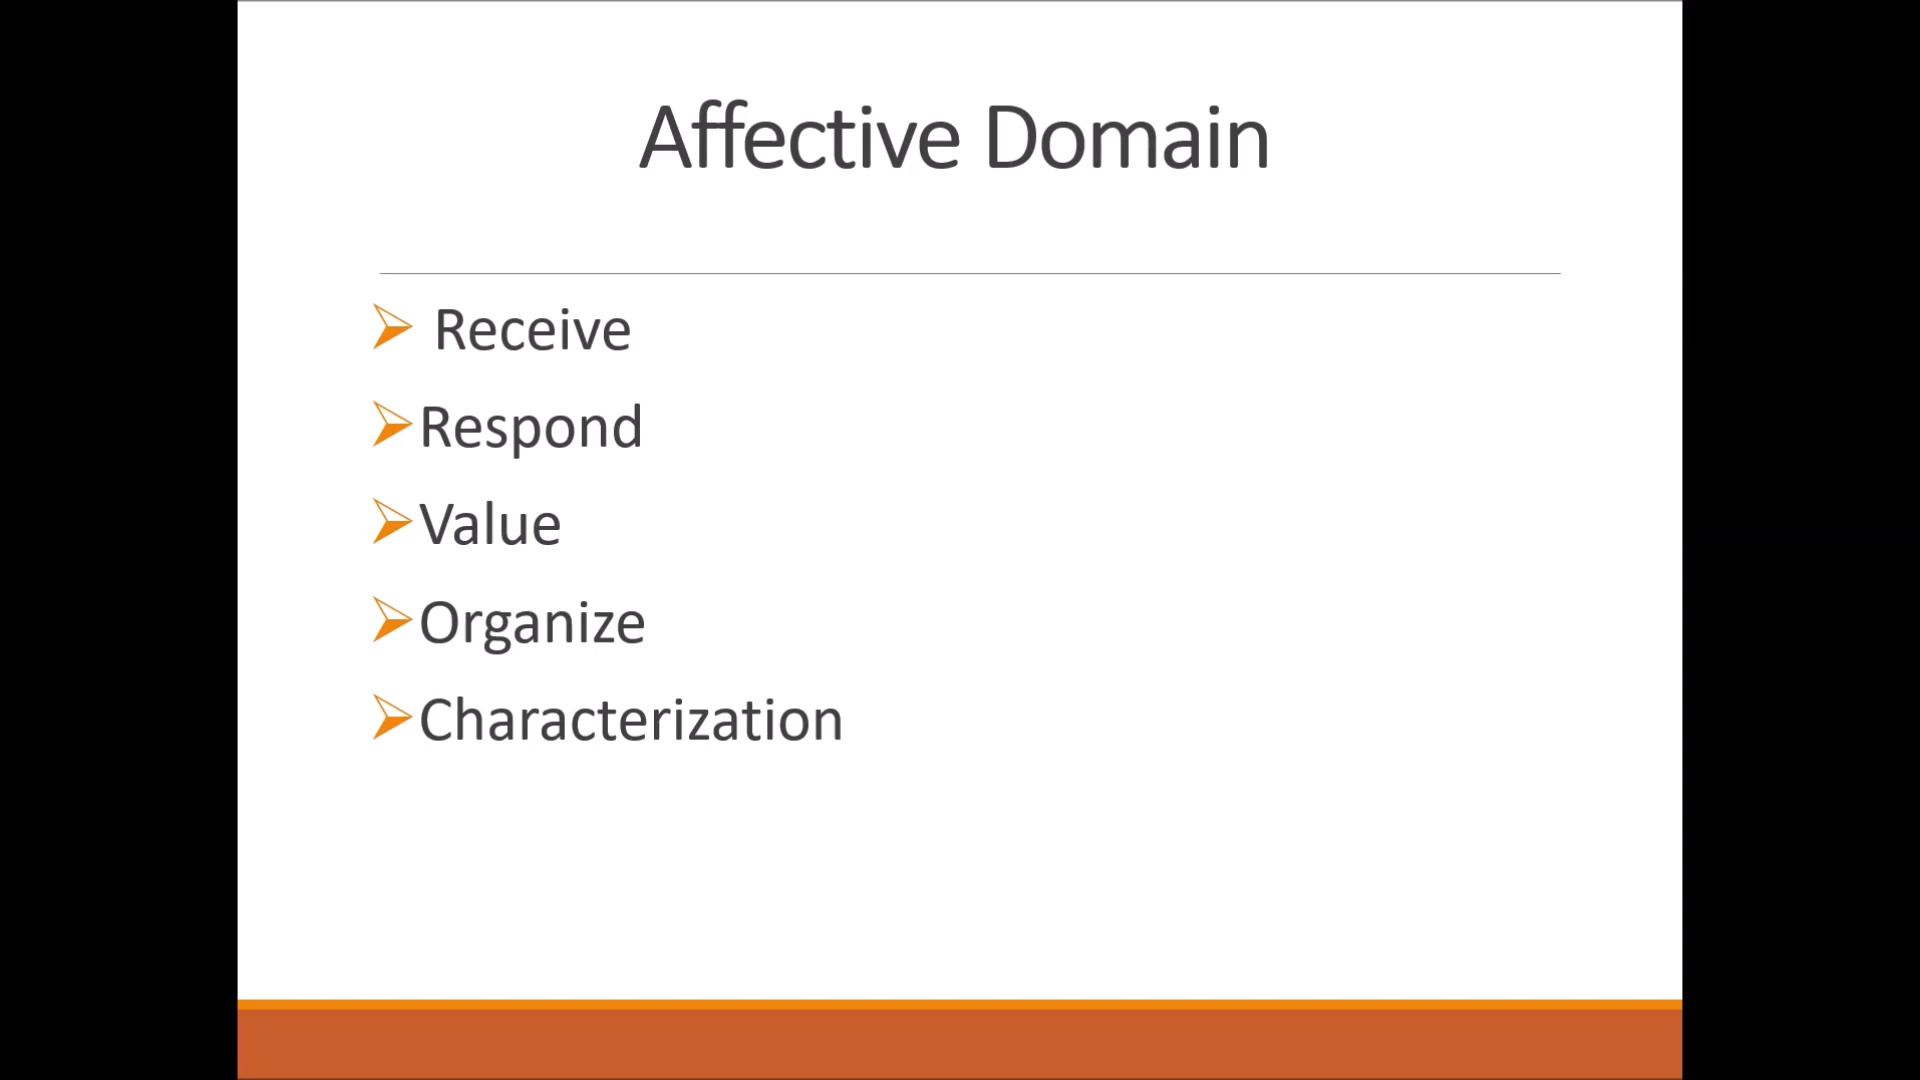 Affective Domain
Receive
Respond
Value
Organize
Characterization